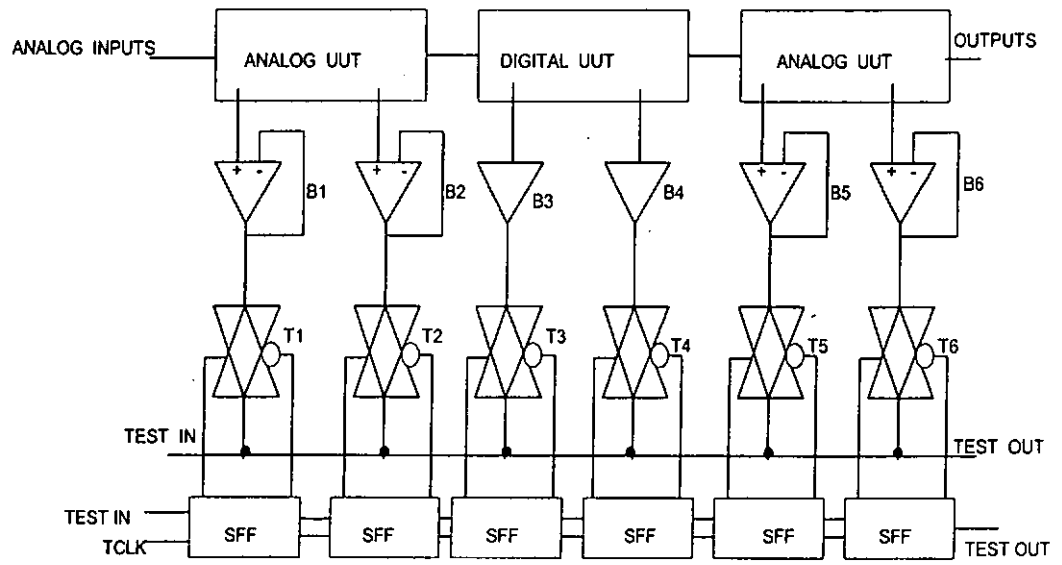 ANALOG INPUTS
ANALOG UUT
DIGITAL UUT
ANALOG UUT
OUTPUTS
+ -
B1
+ -
B2
B3
B4
+ -
B5
+ -
B6
T1
T2
T3
T4
T5
T6
TEST IN
TEST OUT
TEST IN
TCLK
SFF
SFF
SFF
SFF
SFF
SFF
TEST OUT